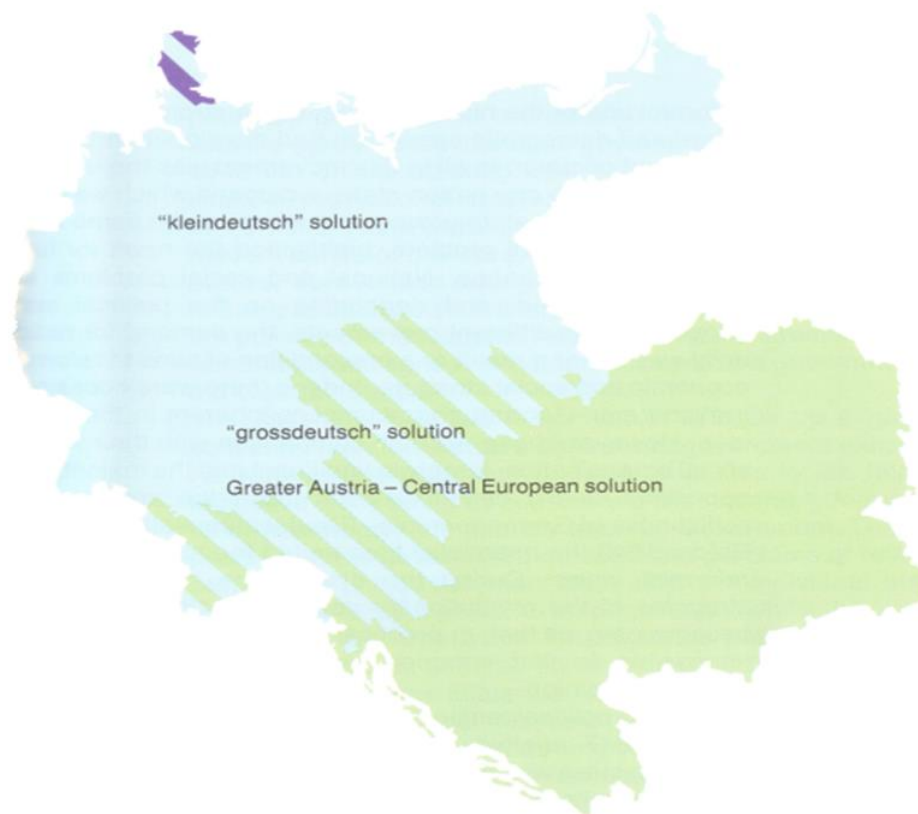 “kleindeutsch” solution
“grossdeutsch” solution
Greater Austria – Central European solution